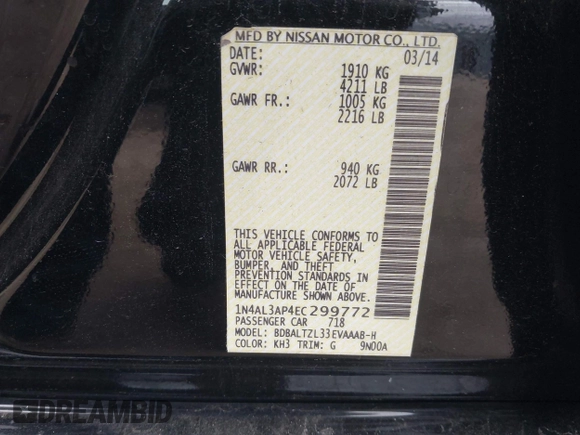 MFD BY NISSAN MOTOR CO., LTD.
DATE: 03/14
GVWR: 1910 KG
4211 LB
GAWR FR.: 1005 KG
2216 LB
GAWR RR.: 940 KG
2072 LB
THIS VEHICLE CONFORMS TO
ALL APPLICABLE FEDERAL
MOTOR VEHICLE SAFETY,
BUMPER, AND THEFT
PREVENTION STANDARDS IN
EFFECT ON THE DATE OF
MANUFACTURE SHOWN ABOVE.
1N4AL3AP4EC299772
PASSENGER CAR 718
MODEL: BDBALTZL33EVAAAB-H
COLOR: KH3 TRIM: G 9N00A
DREAMBID